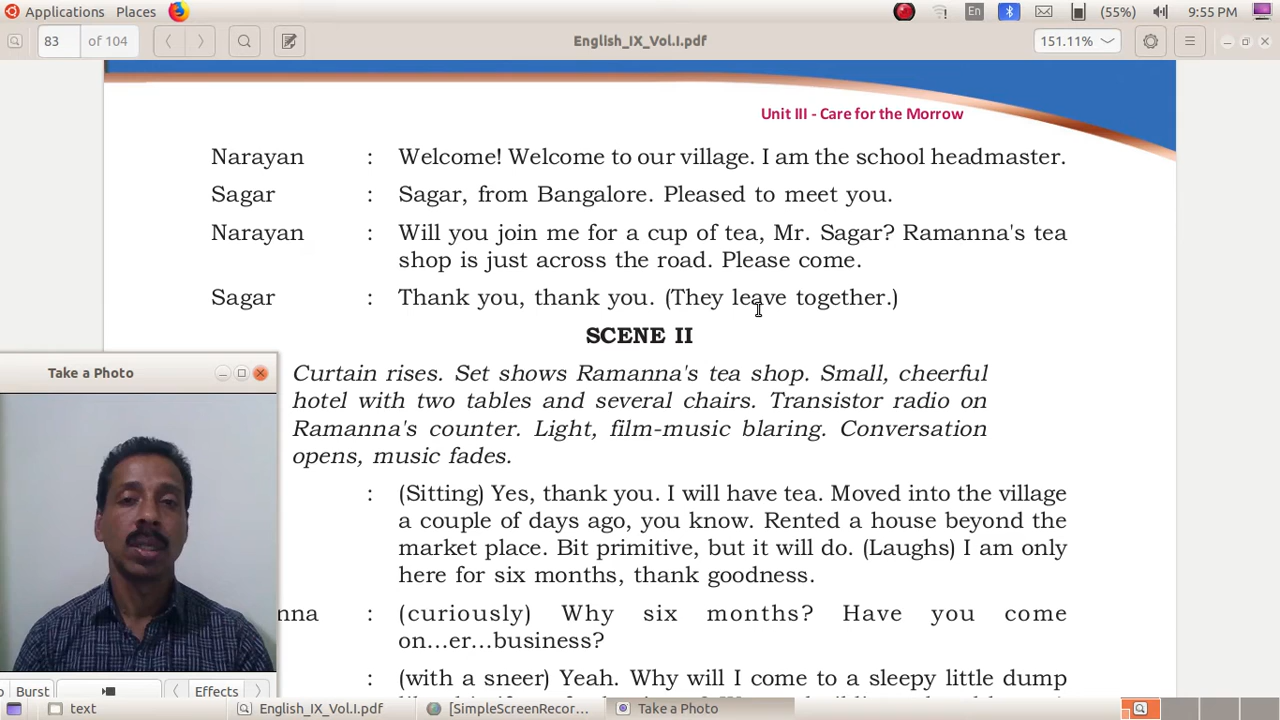 Applications Places En (55%) 9:55 PM
83 of 104 English_IX_Vol.I.pdf 151.11%
Unit III - Care for the Morrow
Narayan : Welcome! Welcome to our village. I am the school headmaster.
Sagar : Sagar, from Bangalore. Pleased to meet you.
Narayan : Will you join me for a cup of tea, Mr. Sagar? Ramanna's tea
shop is just across the road. Please come.
Sagar : Thank you, thank you. (They leave together.)
SCENE II
Curtain rises. Set shows Ramanna's tea shop. Small, cheerful
hotel with two tables and several chairs. Transistor radio on
Ramanna's counter. Light, film-music blaring. Conversation
opens, music fades.
: (Sitting) Yes, thank you. I will have tea. Moved into the village
a couple of days ago, you know. Rented a house beyond the
market place. Bit primitive, but it will do. (Laughs) I am only
here for six months, thank goodness.
nna : (curiously) Why six months? Have you come
on...er...business?
: (with a sneer) Yeah. Why will I come to a sleepy little dump
Take a Photo
Burst Effects
text English_IX_Vol.I.pdf [SimpleScreenRecor... Take a Photo